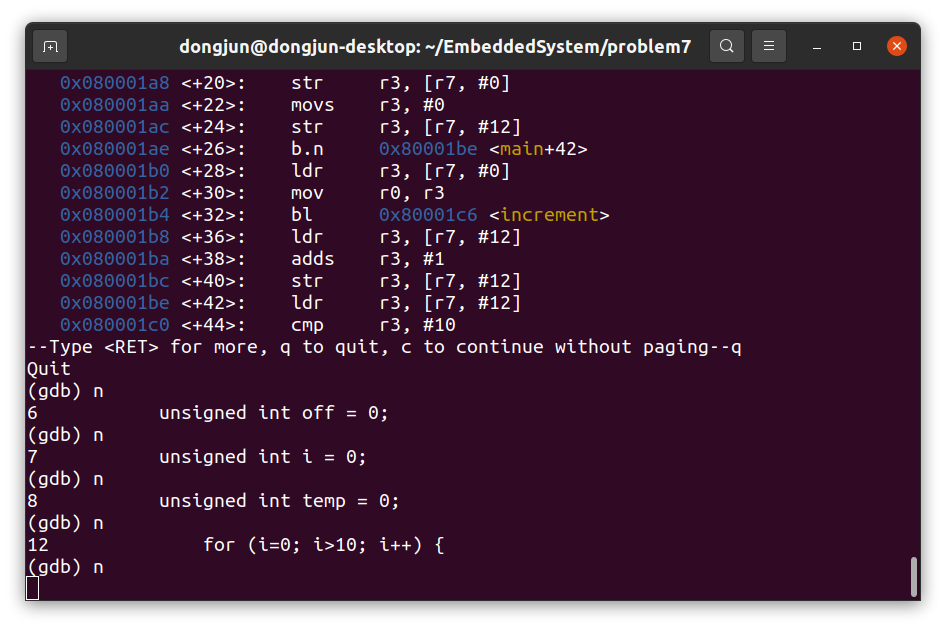 dongjun@dongjun-desktop: ~/EmbeddedSystem/problem7
0x080001a8 <+20>: str r3, [r7, #0]
0x080001aa <+22>: movs r3, #0
0x080001ac <+24>: str r3, [r7, #12]
0x080001ae <+26>: b.n 0x80001be <main+42>
0x080001b0 <+28>: ldr r3, [r7, #0]
0x080001b2 <+30>: mov r0, r3
0x080001b4 <+32>: bl 0x80001c6 <increment>
0x080001b8 <+36>: ldr r3, [r7, #12]
0x080001ba <+38>: adds r3, #1
0x080001bc <+40>: str r3, [r7, #12]
0x080001be <+42>: ldr r3, [r7, #12]
0x080001c0 <+44>: cmp r3, #10
--Type <RET> for more, q to quit, c to continue without paging--q
Quit
(gdb) n
6 unsigned int off = 0;
(gdb) n
7 unsigned int i = 0;
(gdb) n
8 unsigned int temp = 0;
(gdb) n
12 for (i=0; i>10; i++) {
(gdb) n